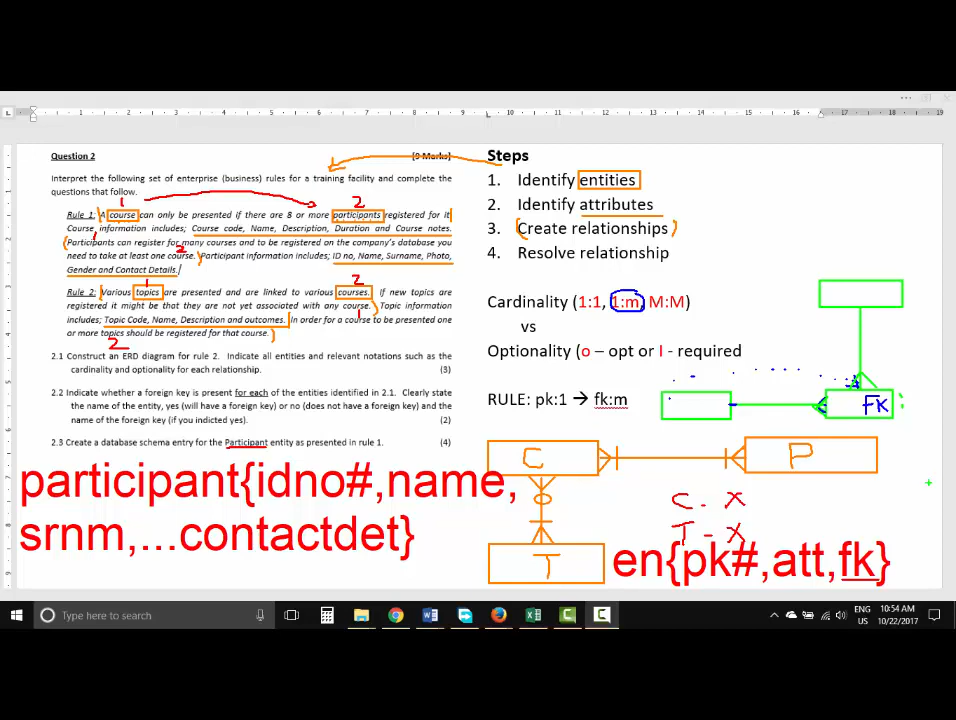 Question 2 [9 Marks]
Interpret the following set of enterprise (business) rules for a training facility and complete the
questions that follow.
1 2
Rule 1: A course can only be presented if there are 8 or more participants registered for it
Course information includes; Course code, Name, Description, Duration and Course notes.
1
Participants can register for many courses and to be registered on the company's database you
2
need to take at least one course. Participant Information includes; ID no, Name, Surname, Photo,
Gender and Contact Details.
1 2
Rule 2: Various topics are presented and are linked to various courses. If new topics are
registered it might be that they are not yet associated with any course. Topic information
1
includes; Topic Code, Name, Description and outcomes. In order for a course to be presented one
or more topics should be registered for that course.
2
2.1 Construct an ERD diagram for rule 2. Indicate all entities and relevant notations such as the
cardinality and optionality for each relationship. (3)
2.2 Indicate whether a foreign key is present for each of the entities identified in 2.1. Clearly state
the name of the entity, yes (will have a foreign key) or no (does not have a foreign key) and the
name of the foreign key (if you indicted yes). (2)
2.3 Create a database schema entry for the Participant entity as presented in rule 1. (4)
participant{idno#,name,
srnm,...contactdet}
Steps
1. Identify entities
2. Identify attributes
3. Create relationships
4. Resolve relationship
Cardinality (1:1, 1:m, M:M)
vs
Optionality (o – opt or I - required
RULE: pk:1 → fk:m
FK
C P
C - X
T - X
T
en{pk#,att,fk}
Type here to search
ENG
US
10:54 AM
10/22/2017